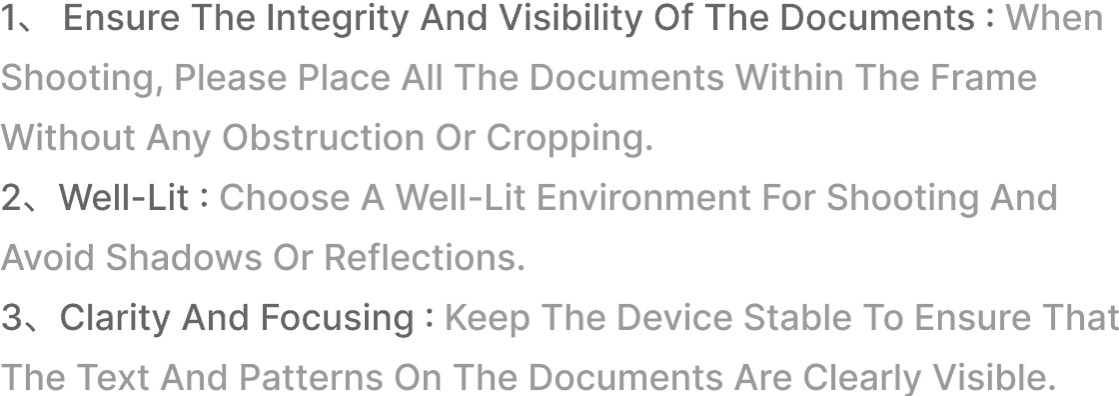 1、 Ensure The Integrity And Visibility Of The Documents : When
Shooting, Please Place All The Documents Within The Frame
Without Any Obstruction Or Cropping.
2、Well-Lit : Choose A Well-Lit Environment For Shooting And
Avoid Shadows Or Reflections.
3、Clarity And Focusing : Keep The Device Stable To Ensure That
The Text And Patterns On The Documents Are Clearly Visible.